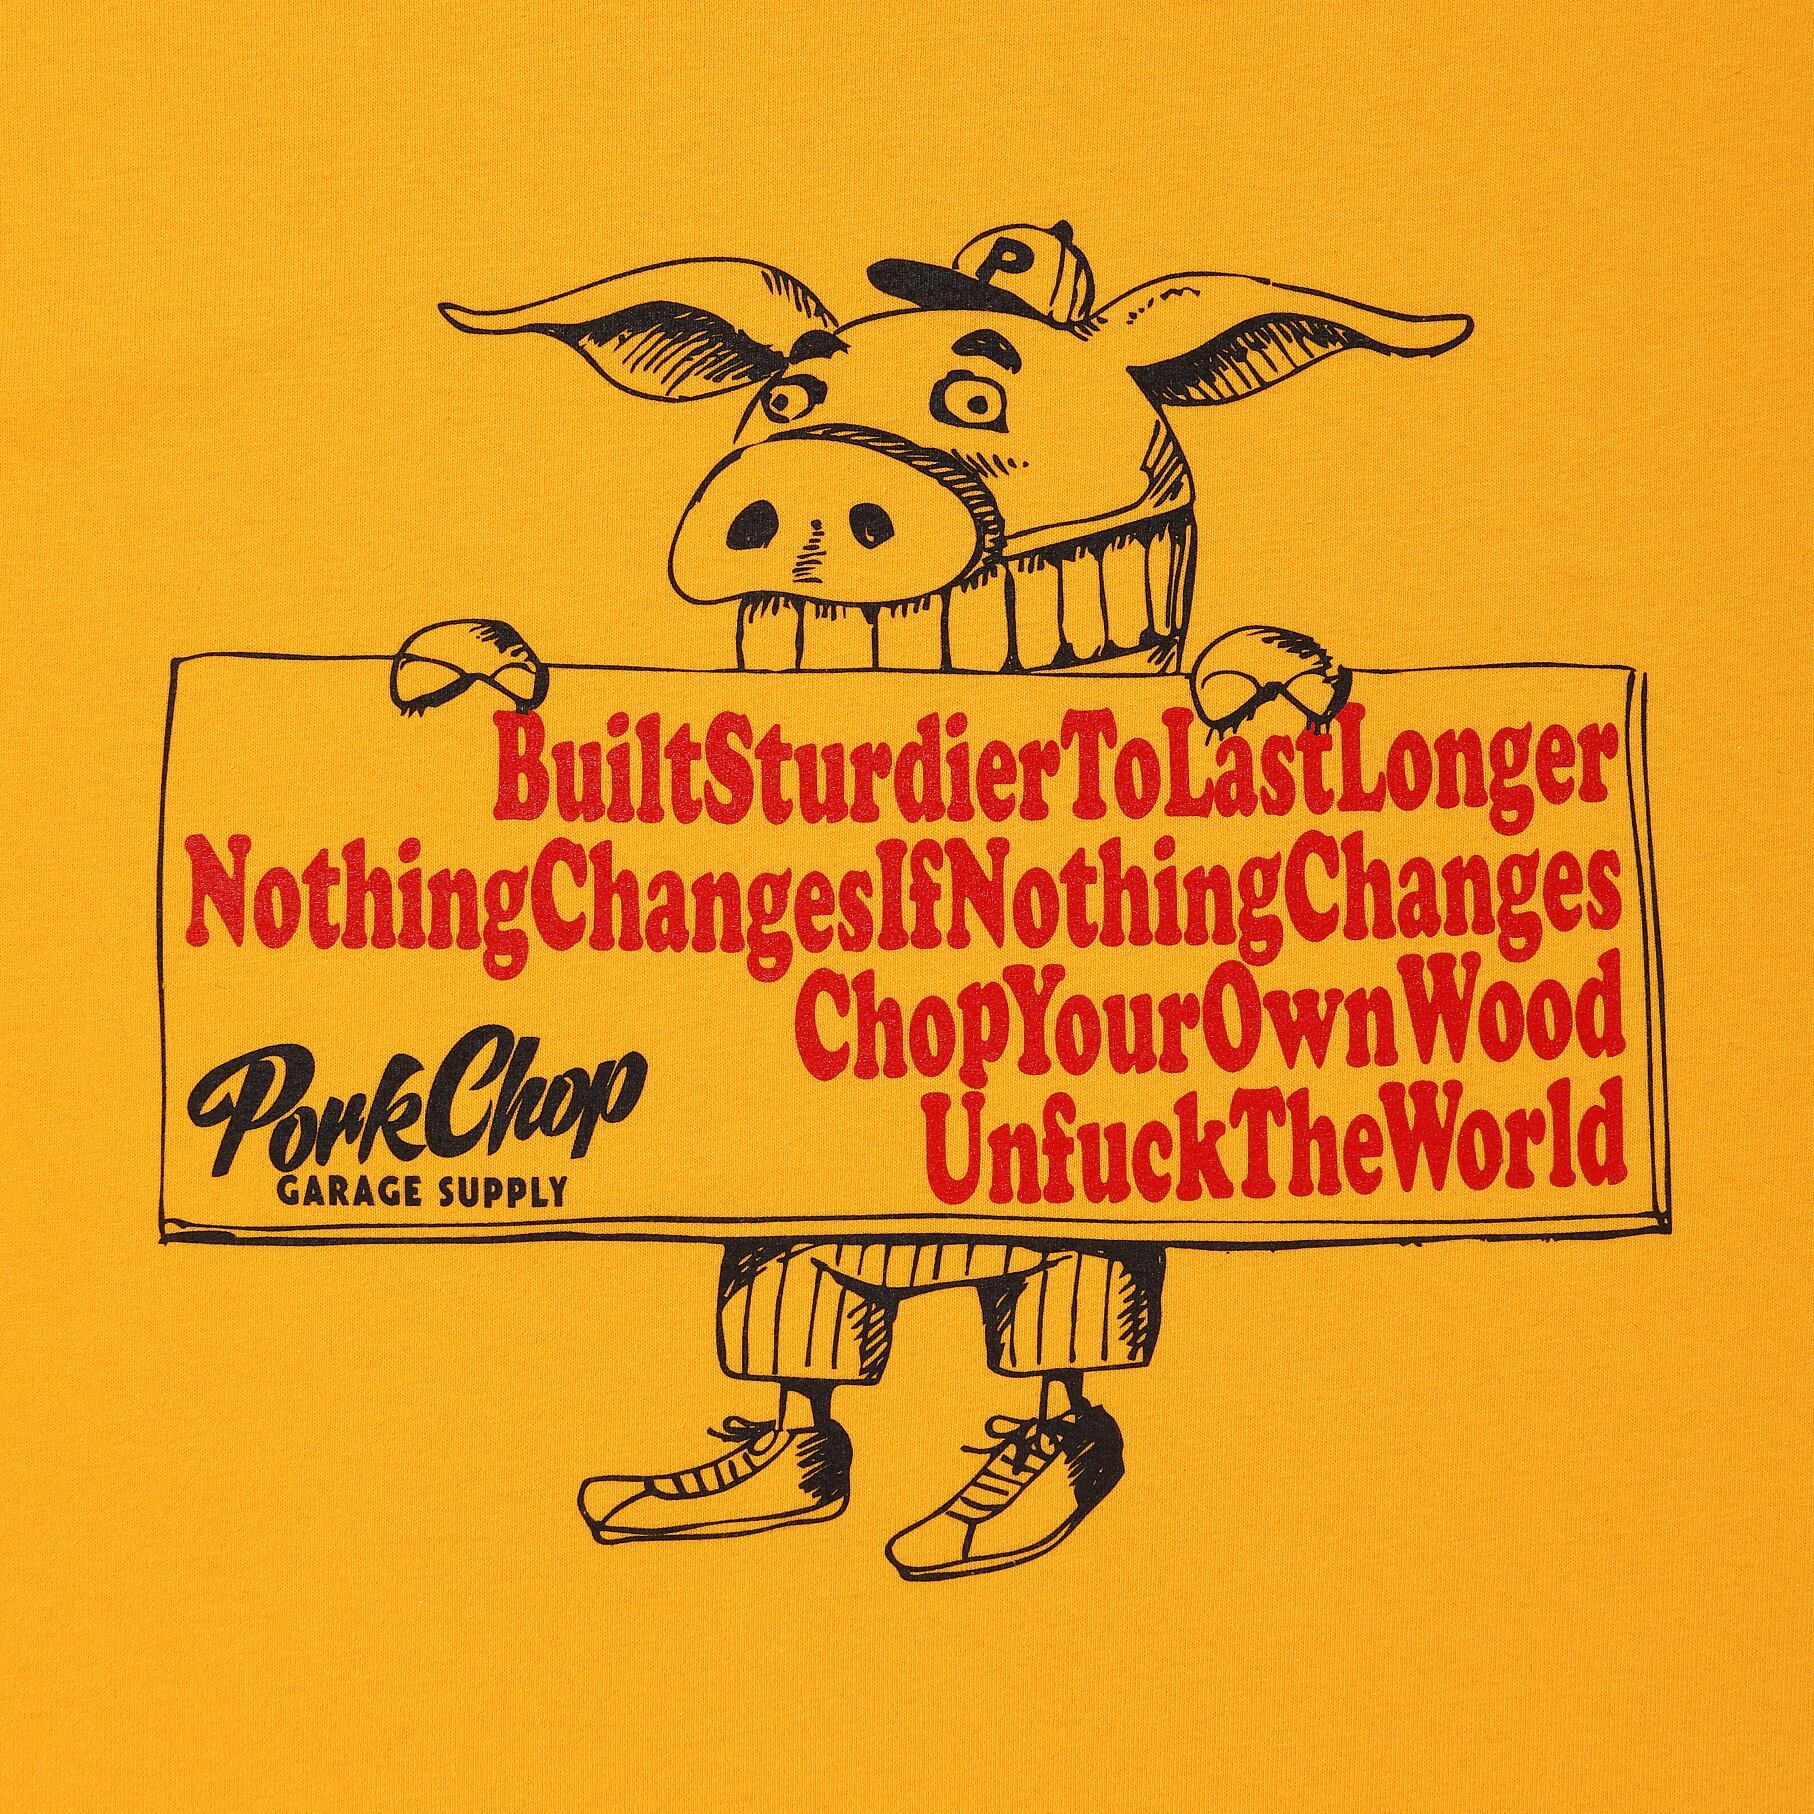 P
BuiltSturdierToLastLonger
NothingChangesIfNothingChanges
ChopYourOwnWood
UnfuckTheWorld
PorkChop
GARAGE SUPPLY